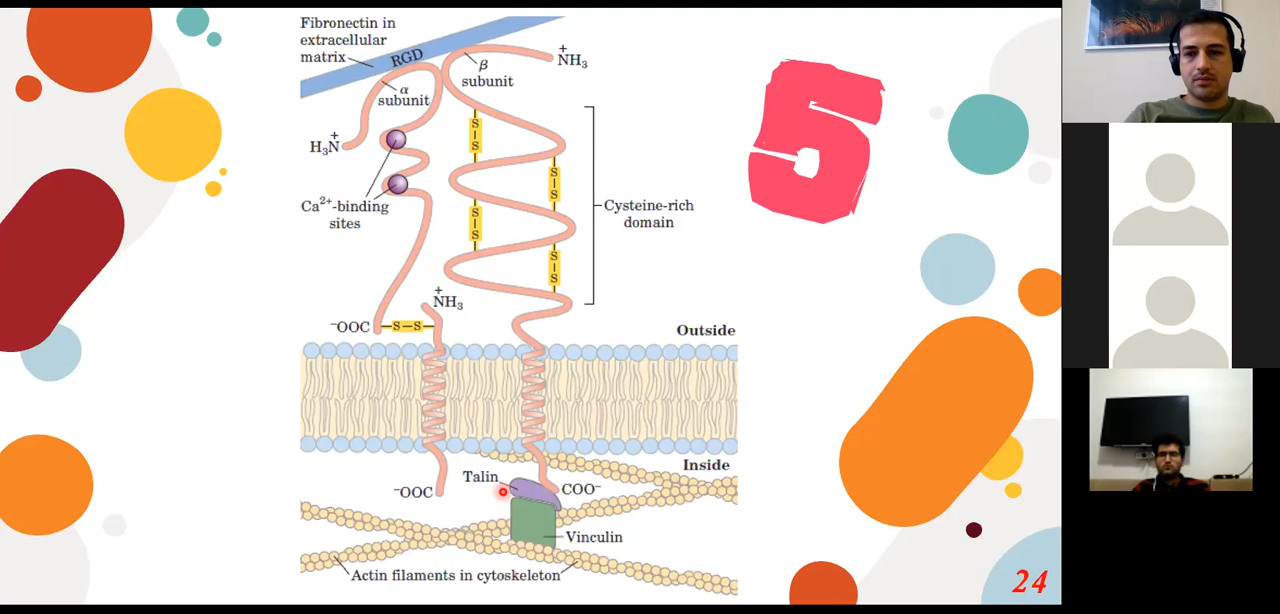 Fibronectin in
extracellular
matrix
RGD
β
subunit
+
NH₃
α
subunit
+
H₃N
S
S
S
S
S
S
S
S
Ca²⁺-binding
sites
Cysteine-rich
domain
+
NH₃
⁻OOC
S–S
Outside
Inside
Talin
⁻OOC
COO⁻
Vinculin
Actin filaments in cytoskeleton
5
24